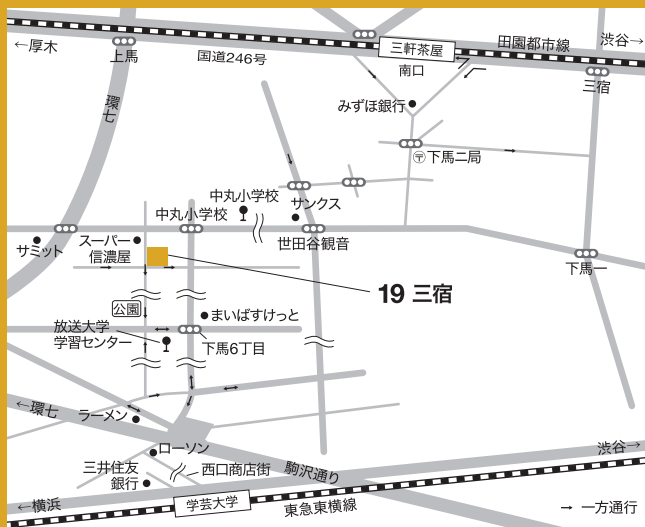 ←厚木
上馬
国道246号
三軒茶屋
田園都市線
渋谷→
南口
三宿
環七
みずほ銀行
〒下馬二局
中丸小学校
サンクス
中丸小学校
スーパー
信濃屋
サミット
世田谷観音
下馬一
19 三宿
公園
まいばすけっと
放送大学
学習センター
下馬6丁目
←環七
ラーメン
ローソン
三井住友
銀行
西口商店街
駒沢通り
渋谷→
←横浜
学芸大学
東急東横線
→ 一方通行